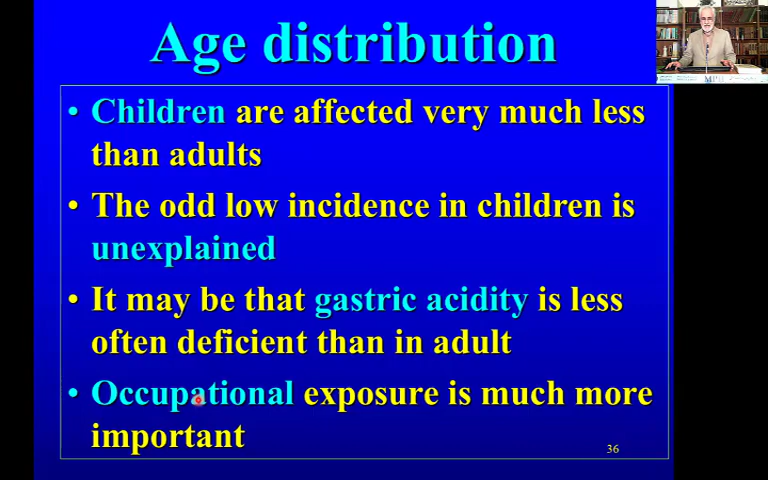 Age distribution
• Children are affected very much less
than adults
• The odd low incidence in children is
unexplained
• It may be that gastric acidity is less
often deficient than in adult
• Occupational exposure is much more
important
36